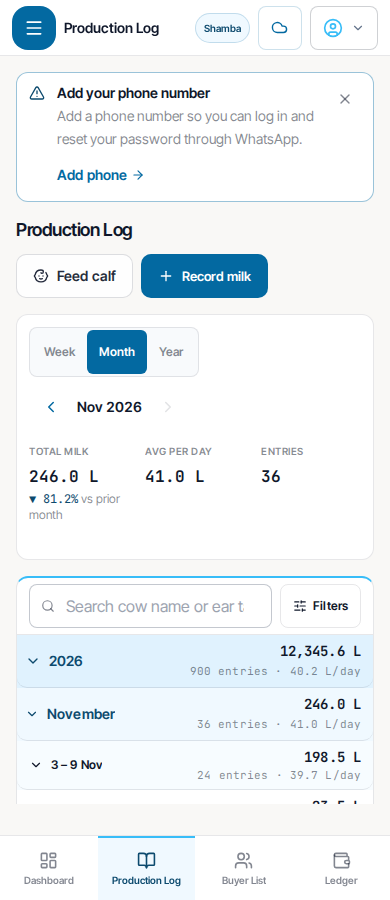 Production Log
Shamba
Add your phone number
Add a phone number so you can log in and
reset your password through WhatsApp.
Add phone →
Production Log
Feed calf
+ Record milk
Week
Month
Year
Nov 2026
TOTAL MILK
AVG PER DAY
ENTRIES
246.0 L
41.0 L
36
▼ 81.2% vs prior
month
Search cow name or ear t
Filters
2026
12,345.6 L
900 entries · 40.2 L/day
November
246.0 L
36 entries · 41.0 L/day
3 – 9 Nov
198.5 L
24 entries · 39.7 L/day
Dashboard
Production Log
Buyer List
Ledger